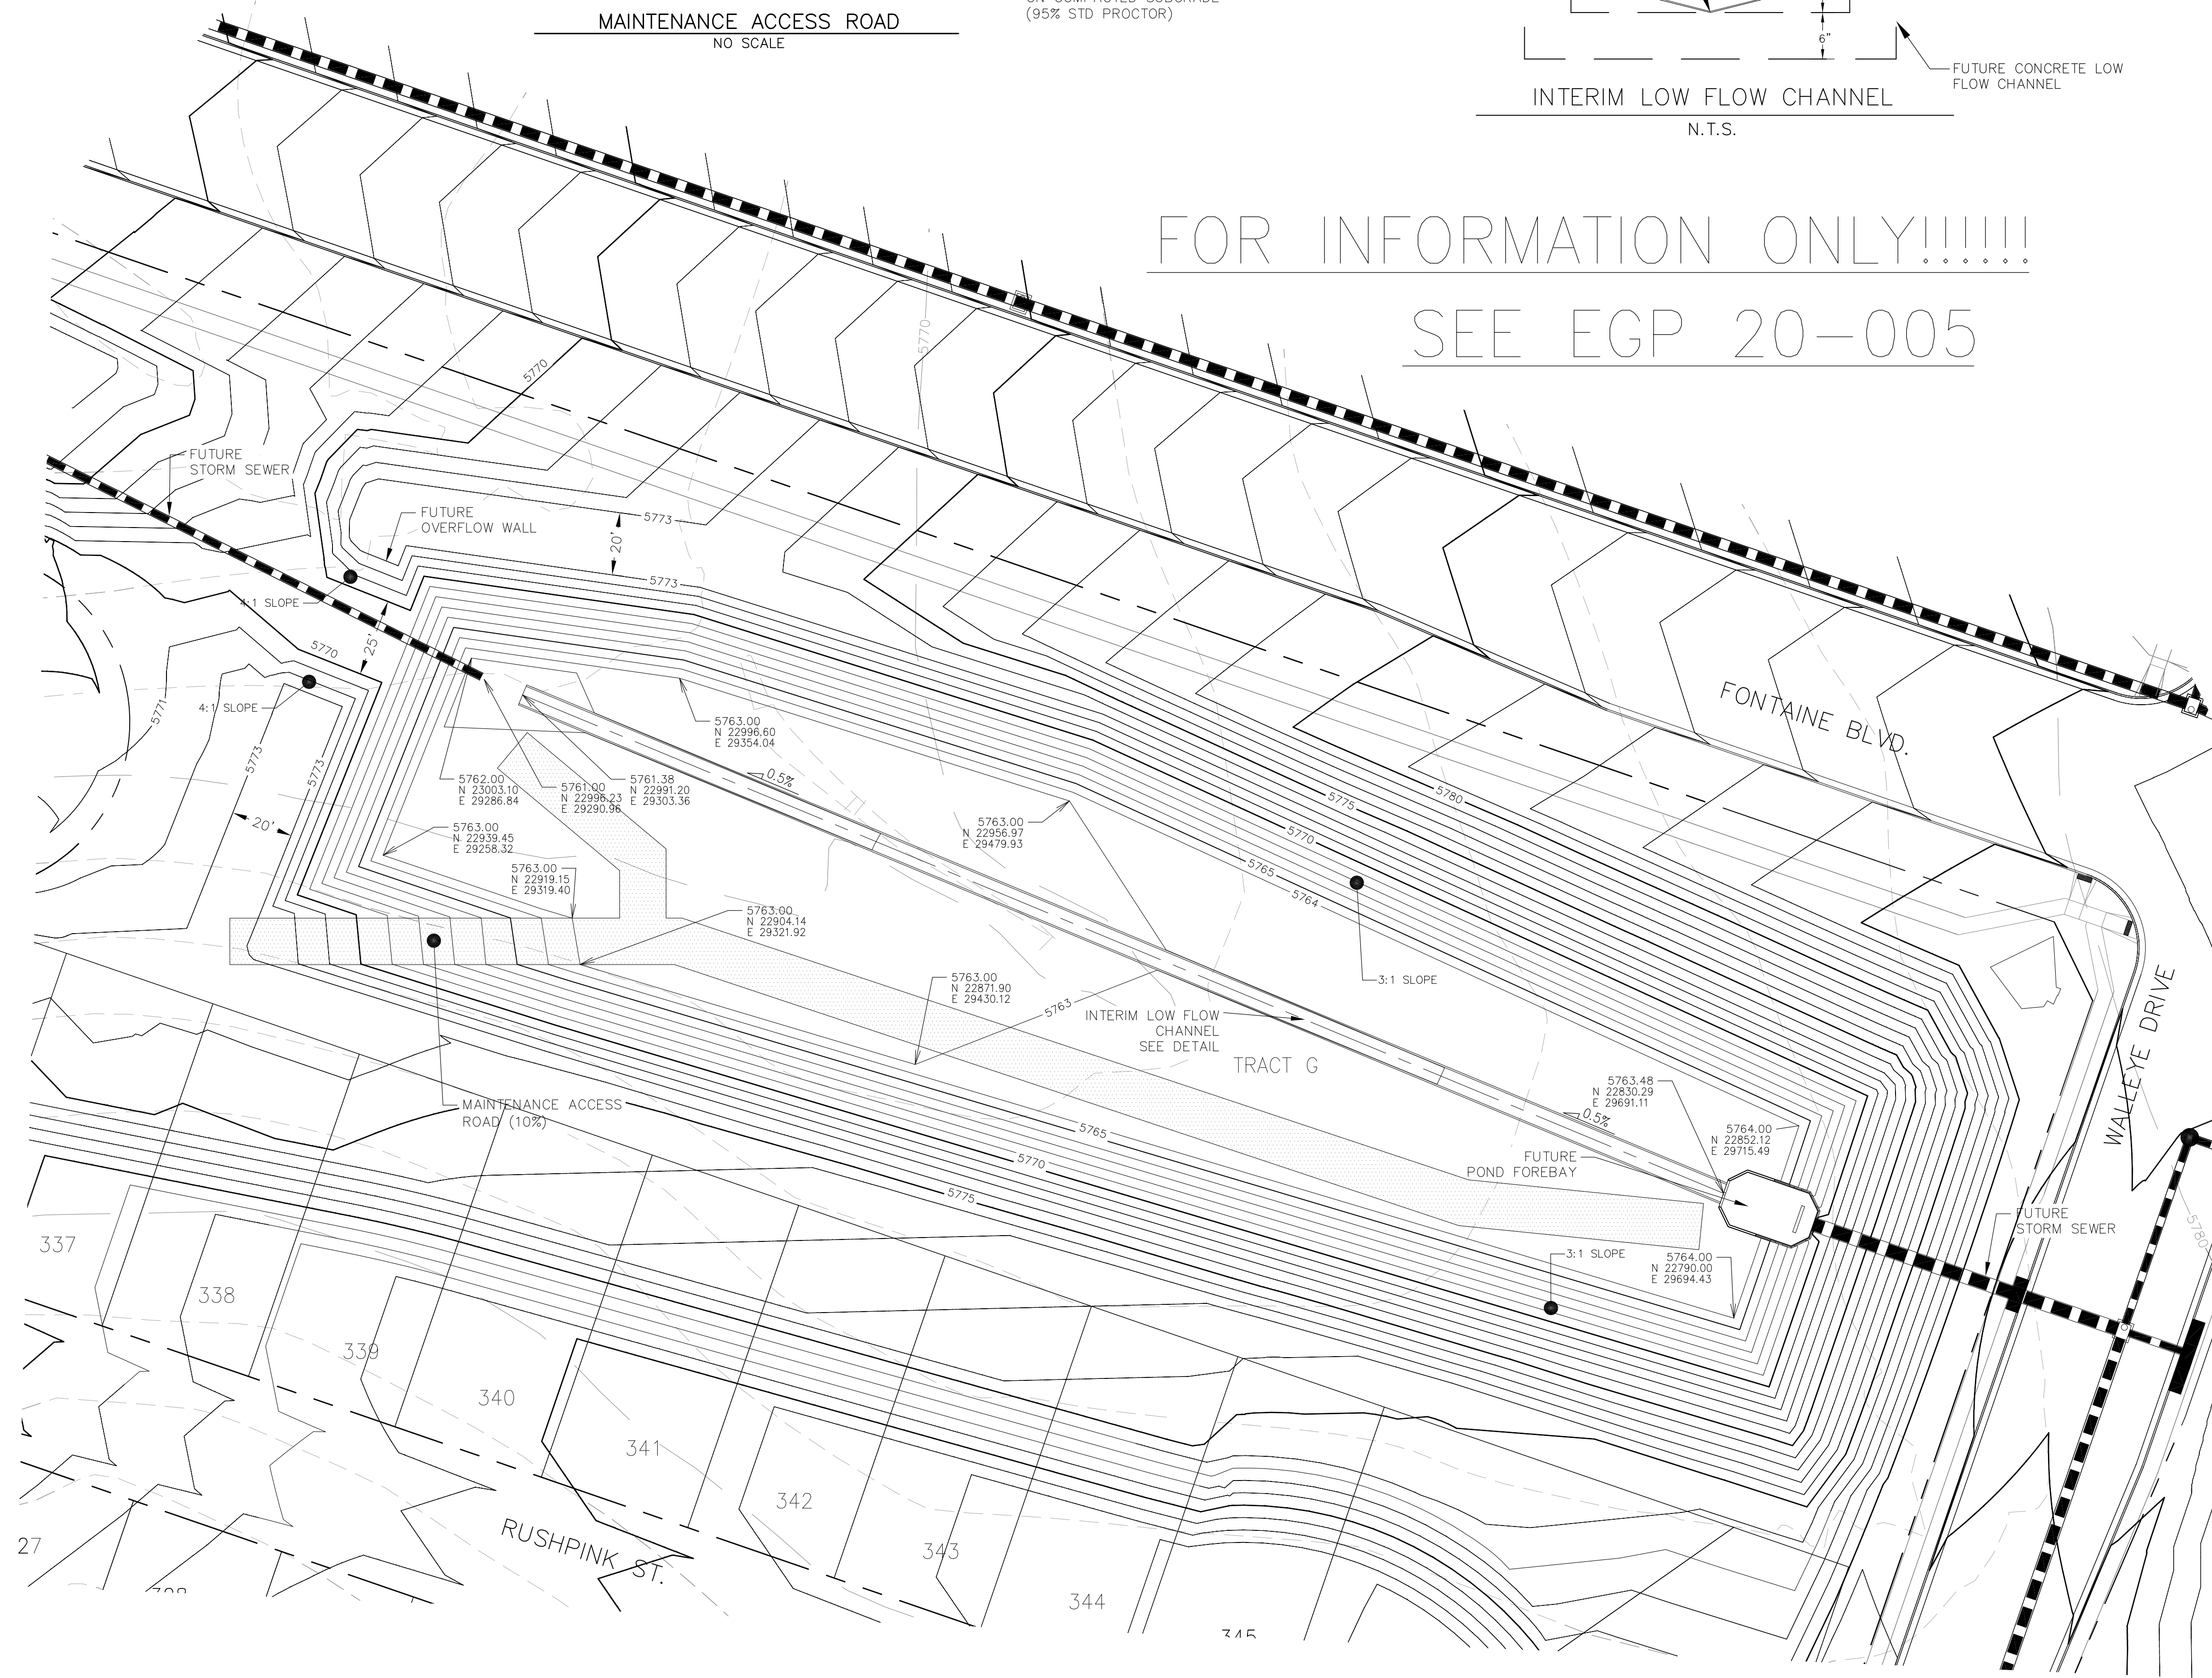 MAINTENANCE ACCESS ROAD
NO SCALE
(95% STD PROCTOR)
6"
FUTURE CONCRETE LOW
FLOW CHANNEL
INTERIM LOW FLOW CHANNEL
N.T.S.
FOR INFORMATION ONLY!!!!!!
SEE EGP 20-005
5770
5770
FUTURE
STORM SEWER
FUTURE
OVERFLOW WALL
5773
20'
5773
4:1 SLOPE
25'
5770
4:1 SLOPE
5771
5773
5773
20'
5763.00
N 22996.60
E 29354.04
5762.00
N 23003.10
E 29286.84
5761.00
N 22996.23
E 29290.96
5761.38
N 22991.20
E 29303.36
0.5%
5763.00
N 22939.45
E 29258.32
5763.00
N 22919.15
E 29319.40
5763.00
N 22956.97
E 29479.93
5763.00
N 22904.14
E 29321.92
5780
5775
5770
5765
5764
FONTAINE BLVD.
3:1 SLOPE
5763.00
N 22871.90
E 29430.12
5763
INTERIM LOW FLOW
CHANNEL
SEE DETAIL
TRACT G
WALLEYE DRIVE
5763.48
N 22830.29
E 29691.11
0.5%
5764.00
N 22852.12
E 29715.49
FUTURE
POND FOREBAY
MAINTENANCE ACCESS
ROAD (10%)
5765
5770
5775
FUTURE
STORM SEWER
5780
3:1 SLOPE
5764.00
N 22790.00
E 29694.43
337
338
339
340
341
342
343
344
345
27
RUSHPINK ST.